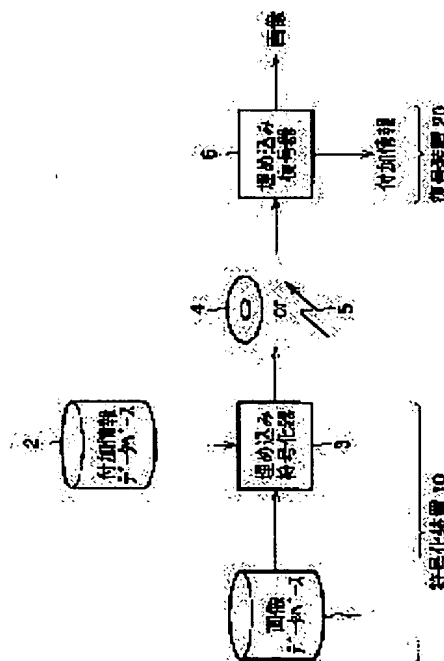 2
付加情報
データベース
画像
データベース
1
埋め込み
符号化器
3
4
or
5
6
埋め込み
復号器
画像
付加情報
符号化装置 10
復号装置 20